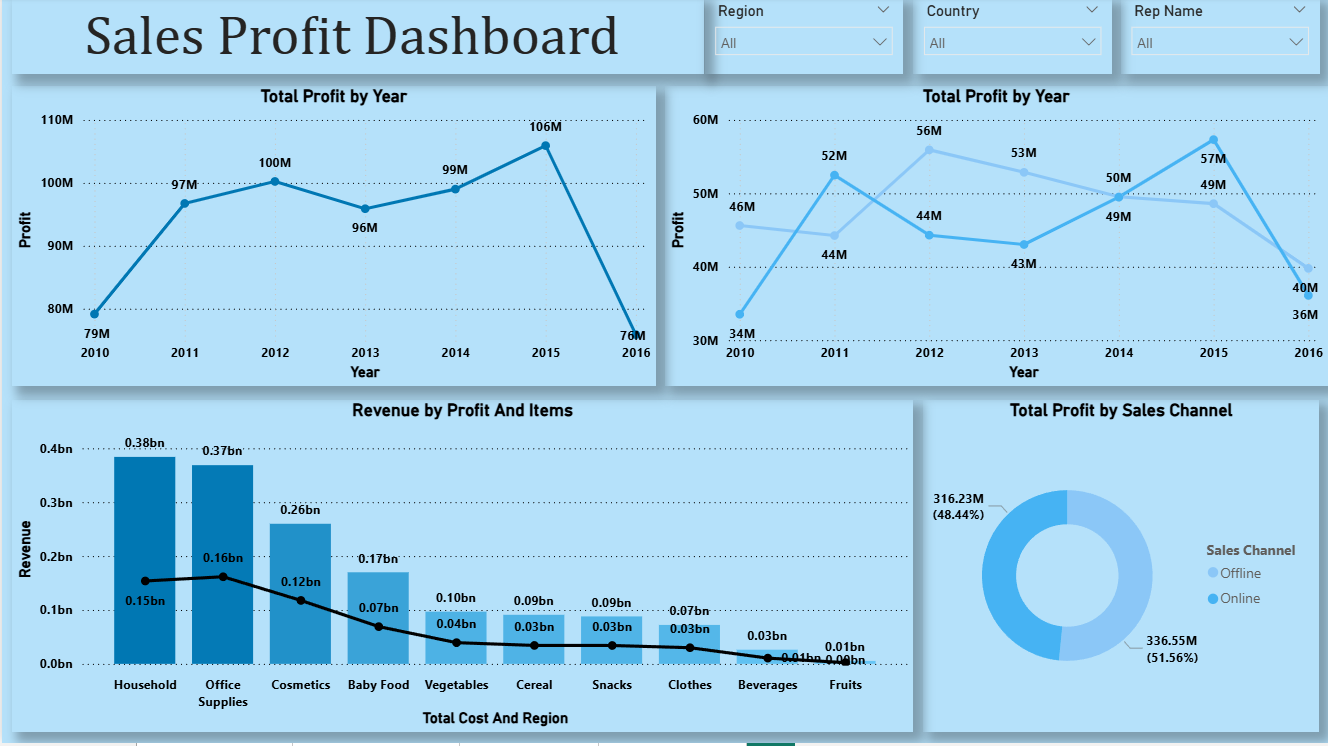 Sales Profit Dashboard
Region
All
Country
All
Rep Name
All
Total Profit by Year
110M
100M
90M
80M
Profit
79M
97M
100M
96M
99M
106M
76M
2010 2011 2012 2013 2014 2015 2016
Year
Total Profit by Year
60M
50M
40M
30M
Profit
46M
34M
52M
44M
56M
44M
53M
43M
50M
49M
57M
49M
40M
36M
2010 2011 2012 2013 2014 2015 2016
Year
Revenue by Profit And Items
0.4bn
0.3bn
0.2bn
0.1bn
0.0bn
Revenue
0.38bn
0.37bn
0.26bn
0.17bn
0.10bn
0.09bn
0.09bn
0.07bn
0.03bn
0.01bn
0.15bn
0.16bn
0.12bn
0.07bn
0.04bn
0.03bn
0.03bn
0.03bn
0.01bn
0.00bn
Household
Office
Supplies
Cosmetics
Baby Food
Vegetables
Cereal
Snacks
Clothes
Beverages
Fruits
Total Cost And Region
Total Profit by Sales Channel
316.23M
(48.44%)
336.55M
(51.56%)
Sales Channel
Offline
Online